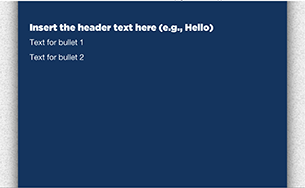 Insert the header text here (e.g., Hello)
Text for bullet 1
Text for bullet 2